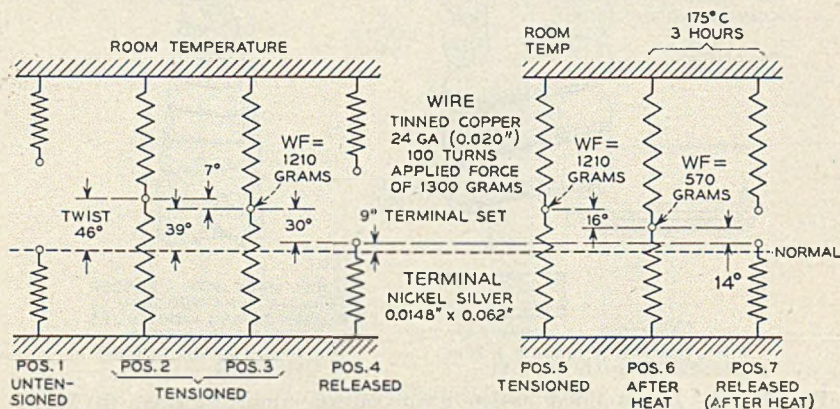 ROOM TEMPERATURE
ROOM
TEMP
175°C
3 HOURS
WIRE
TINNED COPPER
24 GA (0.020")
100 TURNS
APPLIED FORCE
OF 1300 GRAMS
WF=
1210
GRAMS
WF=
1210
GRAMS
WF=
570
GRAMS
7°
TWIST
46°
39°
30°
9" TERMINAL SET
16°
14°
NORMAL
TERMINAL
NICKEL SILVER
0.0148" x 0.062"
POS. 1
UNTEN-
SIONED
POS. 2
POS. 3
TENSIONED
POS. 4
RELEASED
POS. 5
TENSIONED
POS. 6
AFTER
HEAT
POS. 7
RELEASED
(AFTER HEAT)